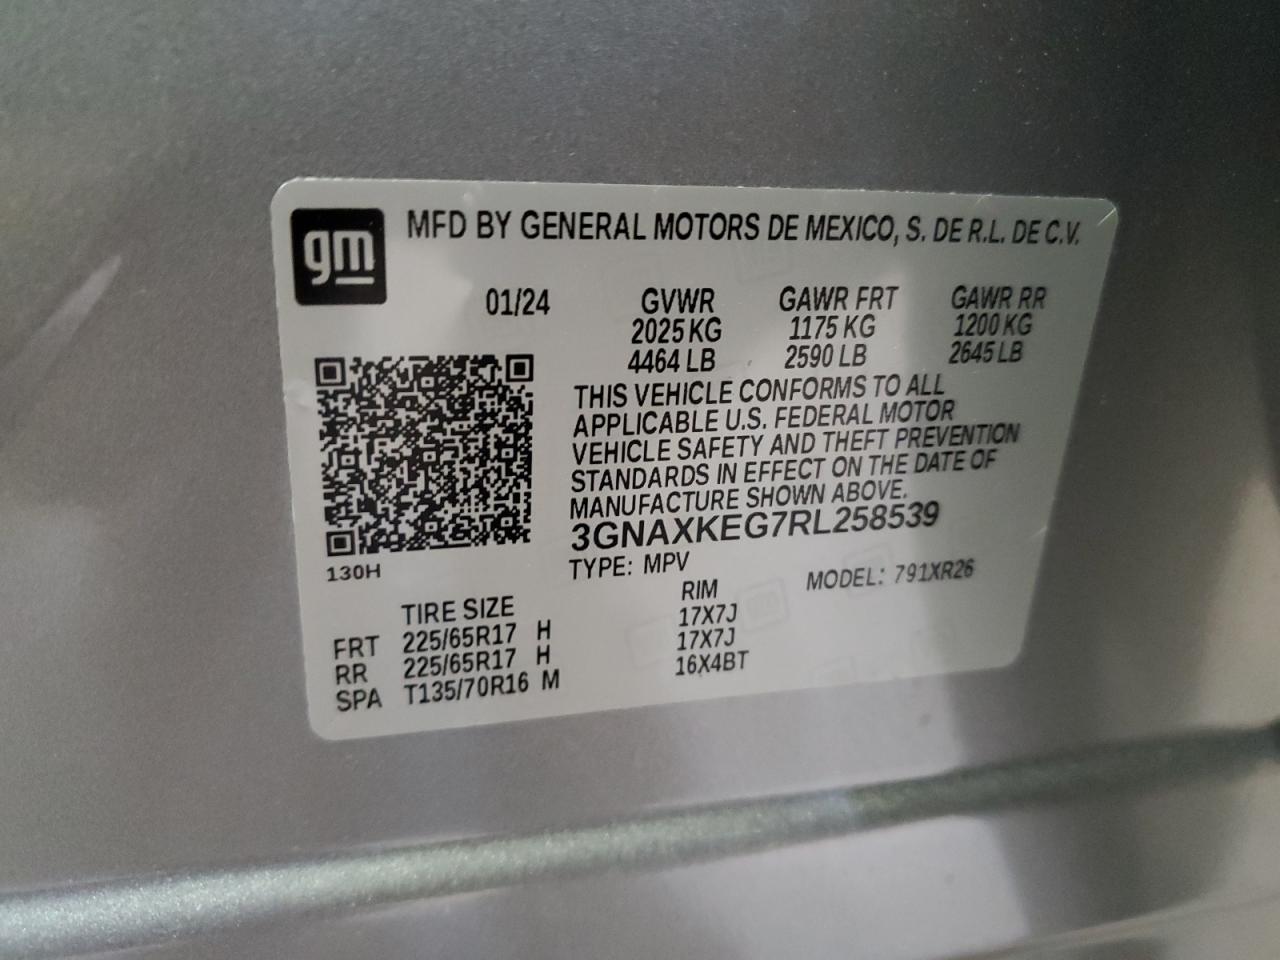 gm
MFD BY GENERAL MOTORS DE MEXICO, S. DE R.L. DE C.V.
01/24 GVWR GAWR FRT GAWR RR
2025 KG 1175 KG 1200 KG
4464 LB 2590 LB 2645 LB
THIS VEHICLE CONFORMS TO ALL
APPLICABLE U.S. FEDERAL MOTOR
VEHICLE SAFETY AND THEFT PREVENTION
STANDARDS IN EFFECT ON THE DATE OF
MANUFACTURE SHOWN ABOVE.
3GNAXKEG7RL258539
130H
TYPE: MPV MODEL: 791XR26
TIRE SIZE RIM
FRT 225/65R17 H 17X7J
RR 225/65R17 H 17X7J
SPA T135/70R16 M 16X4BT